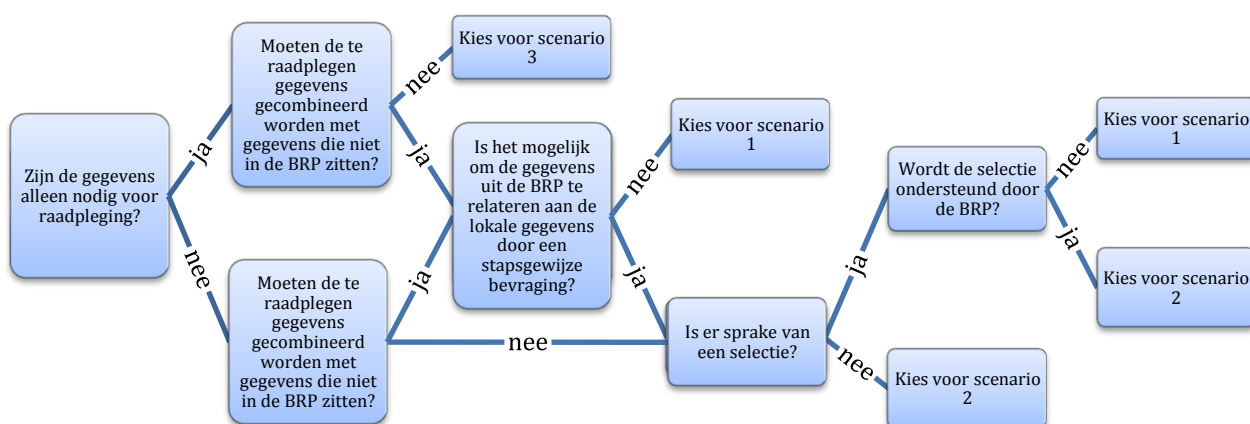 Zijn de gegevens
alleen nodig voor
raadpleging?
ja
nee
Moeten de te
raadplegen
gegevens
gecombineerd
worden met
gegevens die niet
in de BRP zitten?
nee
ja
Kies voor scenario
3
Moeten de te
raadplegen
gegevens
gecombineerd
worden met
gegevens die niet
in de BRP zitten?
ja
nee
Is het mogelijk
om de gegevens
uit de BRP te
relateren aan de
lokale gegevens
door een
stapsgewijze
bevraging?
nee
ja
Kies voor scenario
1
Is er sprake van
een selectie?
ja
nee
Wordt de selectie
ondersteund door
de BRP?
nee
ja
Kies voor scenario
1
Kies voor scenario
2
Kies voor scenario
2